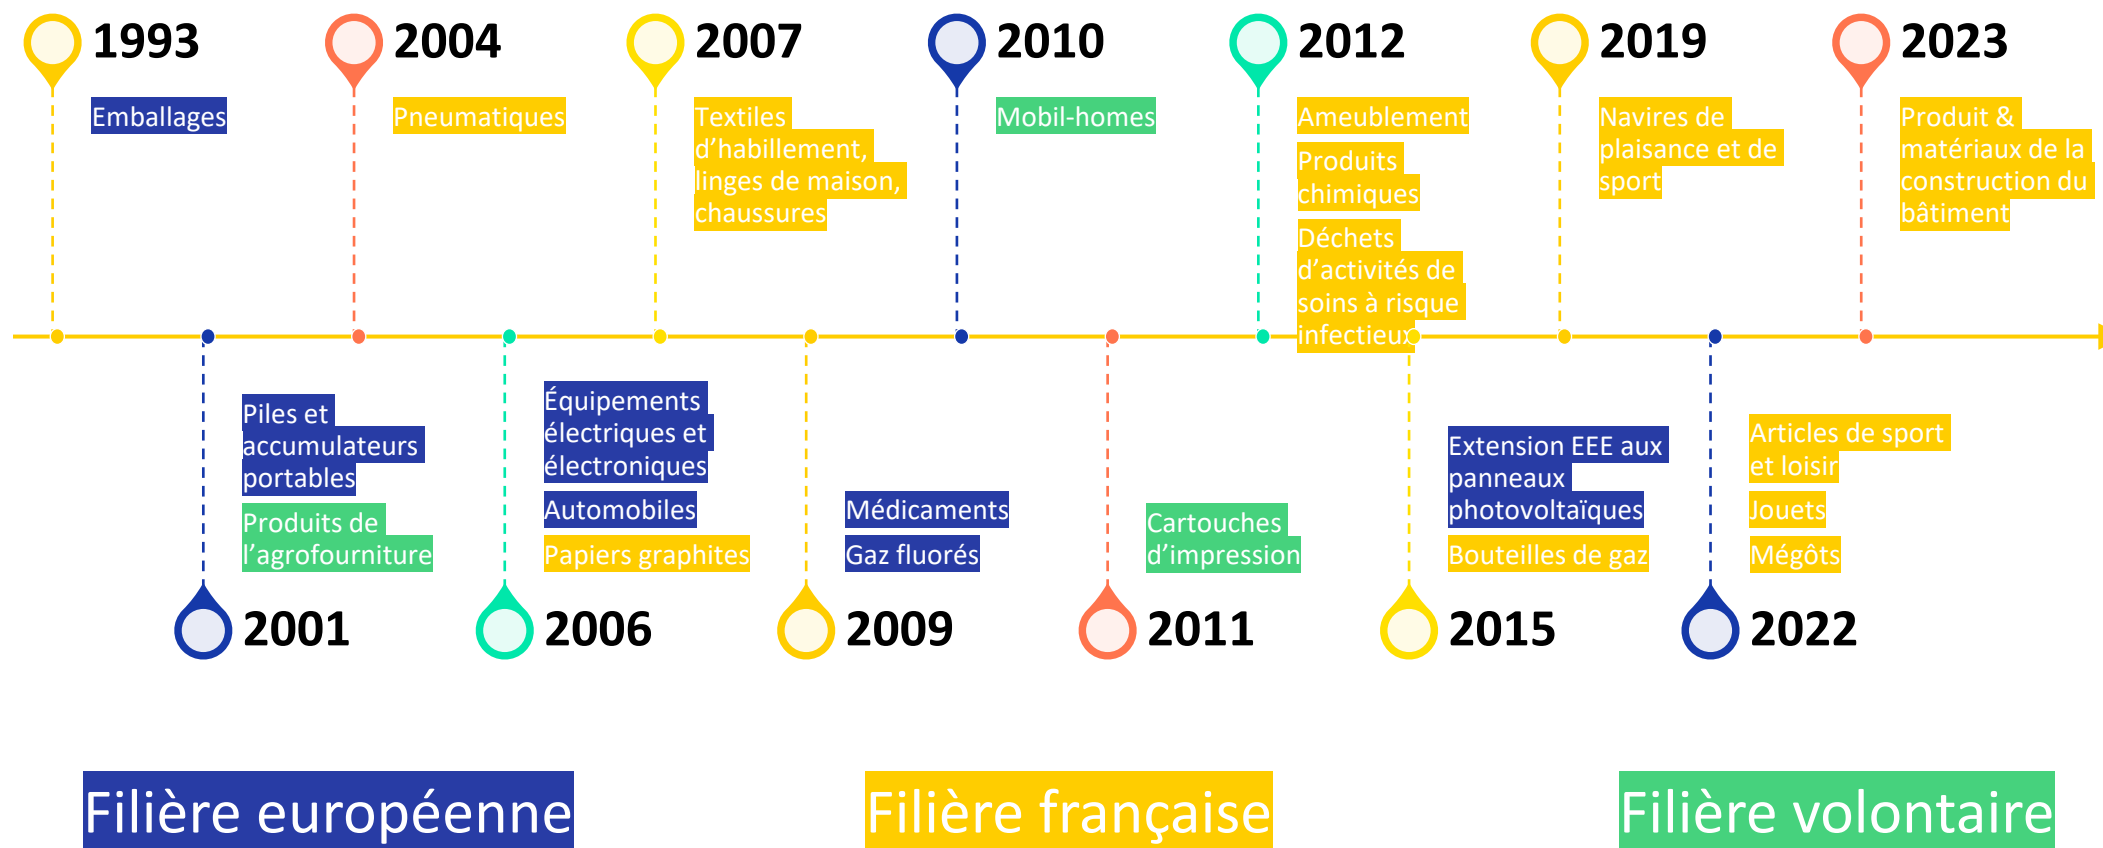 1993
Emballages
2004
Pneumatiques
2007
Textiles
d’habillement,
linges de maison,
chaussures
2010
Mobil-homes
2012
Ameublement
Produits
chimiques
Déchets
d’activités de
soins à risque
infectieux
2019
Navires de
plaisance et de
sport
2023
Produit &
matériaux de la
construction du
bâtiment
Piles et
accumulateurs
portables
Produits de
l’agrofourniture
2001
Équipements
électriques et
électroniques
Automobiles
Papiers graphites
2006
Médicaments
Gaz fluorés
2009
Cartouches
d’impression
2011
Extension EEE aux
panneaux
photovoltaïques
Bouteilles de gaz
2015
Articles de sport
et loisir
Jouets
Mégôts
2022
Filière européenne
Filière française
Filière volontaire